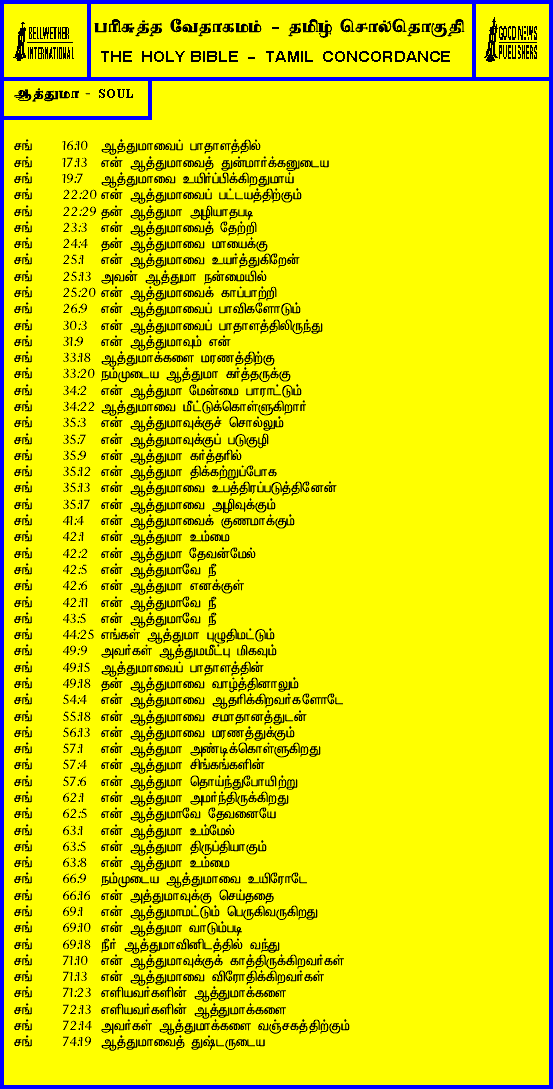 BELLWETHER
INTERNATIONAL
பரிசுத்த வேதாகமம் - தமிழ் சொல்தொகுதி
THE HOLY BIBLE - TAMIL CONCORDANCE
GOOD NEWS
PUBLISHERS
ஆத்துமா - SOUL
சங் 16:10 ஆத்துமாவைப் பாதாளத்தில்
சங் 17:13 என் ஆத்துமாவைத் துன்மார்க்கனுடைய
சங் 19:7 ஆத்துமாவை உயிர்ப்பிக்கிறதுமாய்
சங் 22:20 என் ஆத்துமாவைப் பட்டயத்திற்கும்
சங் 22:29 தன் ஆத்துமா அழியாதபடி
சங் 23:3 என் ஆத்துமாவைத் தேற்றி
சங் 24:4 தன் ஆத்துமாவை மாயைக்கு
சங் 25:1 என் ஆத்துமாவை உயர்த்துகிறேன்
சங் 25:13 அவன் ஆத்துமா நன்மையில்
சங் 25:20 என் ஆத்துமாவைக் காப்பாற்றி
சங் 26:9 என் ஆத்துமாவைப் பாவிகளோடும்
சங் 30:3 என் ஆத்துமாவைப் பாதாளத்திலிருந்து
சங் 31:9 என் ஆத்துமாவும் என்
சங் 33:18 ஆத்துமாக்களை மரணத்திற்கு
சங் 33:20 நம்முடைய ஆத்துமா கர்த்தருக்கு
சங் 34:2 என் ஆத்துமா மேன்மை பாராட்டும்
சங் 34:22 ஆத்துமாவை மீட்டுக்கொள்ளுகிறார்
சங் 35:3 என் ஆத்துமாவுக்குச் சொல்லும்
சங் 35:7 என் ஆத்துமாவுக்குப் படுகுழி
சங் 35:9 என் ஆத்துமா கர்த்தரில்
சங் 35:12 என் ஆத்துமா திக்கற்றுப்போக
சங் 35:13 என் ஆத்துமாவை உபத்திரப்படுத்தினேன்
சங் 35:17 என் ஆத்துமாவை அழிவுக்கும்
சங் 41:4 என் ஆத்துமாவைக் குணமாக்கும்
சங் 42:1 என் ஆத்துமா உம்மை
சங் 42:2 என் ஆத்துமா தேவன்மேல்
சங் 42:5 என் ஆத்துமாவே நீ
சங் 42:6 என் ஆத்துமா எனக்குள்
சங் 42:11 என் ஆத்துமாவே நீ
சங் 43:5 என் ஆத்துமாவே நீ
சங் 44:25 எங்கள் ஆத்துமா புழுதிமட்டும்
சங் 49:9 அவர்கள் ஆத்துமமீட்பு மிகவும்
சங் 49:15 ஆத்துமாவைப் பாதாளத்தின்
சங் 49:18 தன் ஆத்துமாவை வாழ்த்தினாலும்
சங் 54:4 என் ஆத்துமாவை ஆதரிக்கிறவர்களோடே
சங் 55:18 என் ஆத்துமாவை சமாதானத்துடன்
சங் 56:13 என் ஆத்துமாவை மரணத்துக்கும்
சங் 57:1 என் ஆத்துமா அண்டிக்கொள்ளுகிறது
சங் 57:4 என் ஆத்துமா சிங்கங்களின்
சங் 57:6 என் ஆத்துமா தொய்ந்துபோயிற்று
சங் 62:1 என் ஆத்துமா அமர்ந்திருக்கிறது
சங் 62:5 என் ஆத்துமாவே தேவனையே
சங் 63:1 என் ஆத்துமா உம்மேல்
சங் 63:5 என் ஆத்துமா திருப்தியாகும்
சங் 63:8 என் ஆத்துமா உம்மை
சங் 66:9 நம்முடைய ஆத்துமாவை உயிரோடே
சங் 66:16 என் அத்துமாவுக்கு செய்ததை
சங் 69:1 என் ஆத்துமாமட்டும் பெருகிவருகிறது
சங் 69:10 என் ஆத்துமா வாடும்படி
சங் 69:18 நீர் ஆத்துமாவினிடத்தில் வந்து
சங் 71:10 என் ஆத்துமாவுக்குக் காத்திருக்கிறவர்கள்
சங் 71:13 என் ஆத்துமாவை விரோதிக்கிறவர்கள்
சங் 71:23 எளியவர்களின் ஆத்துமாக்களை
சங் 72:13 எளியவர்களின் ஆத்துமாக்களை
சங் 72:14 அவர்கள் ஆத்துமாக்களை வஞ்சகத்திற்கும்
சங் 74:19 ஆத்துமாவைத் துஷ்டருடைய